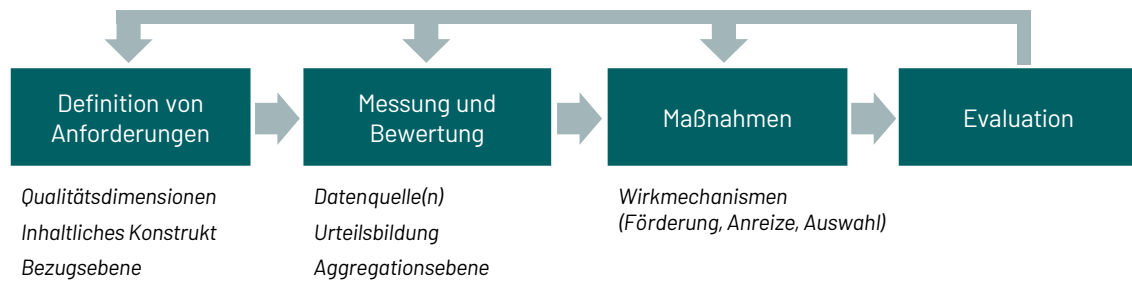 Definition von
Anforderungen
Messung und
Bewertung
Maßnahmen
Evaluation
Qualitätsdimensionen
Inhaltliches Konstrukt
Bezugsebene
Datenquelle(n)
Urteilsbildung
Aggregationsebene
Wirkmechanismen
(Förderung, Anreize, Auswahl)